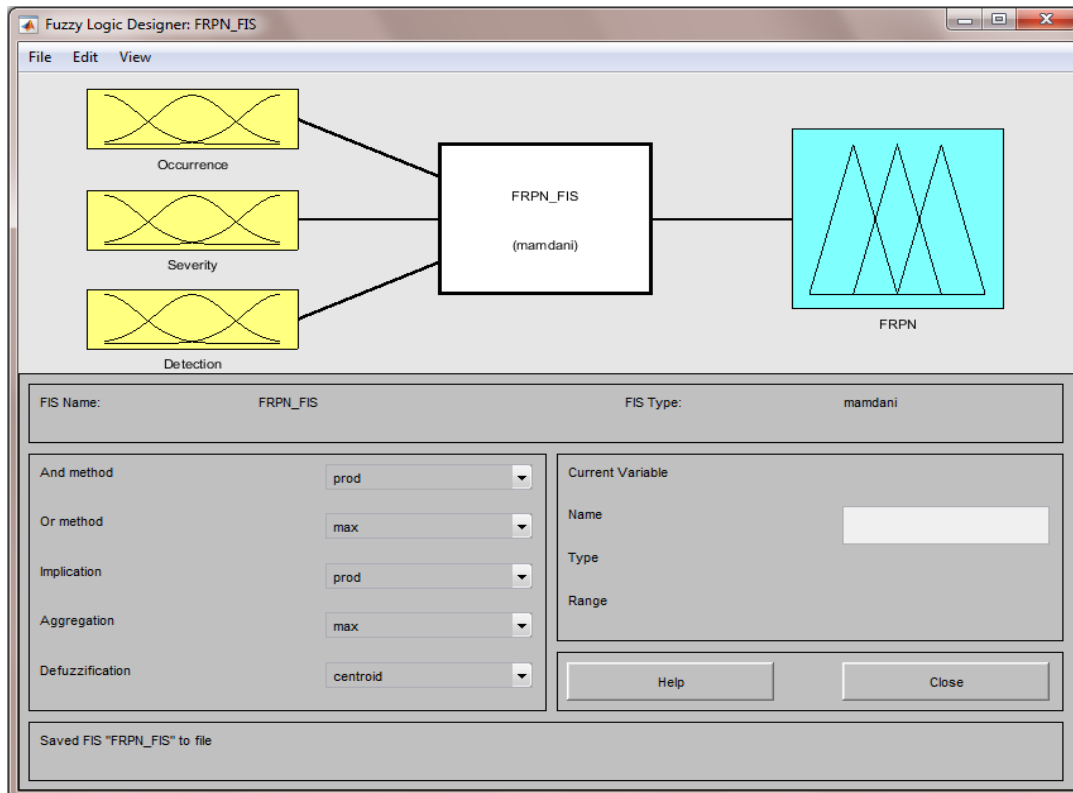 Fuzzy Logic Designer: FRPN_FIS
File Edit View
Occurrence
Severity
Detection
FRPN_FIS
(mamdani)
FRPN
FIS Name: FRPN_FIS FIS Type: mamdani
And method prod
Or method max
Implication prod
Aggregation max
Defuzzification centroid
Current Variable
Name
Type
Range
Help Close
Saved FIS "FRPN_FIS" to file